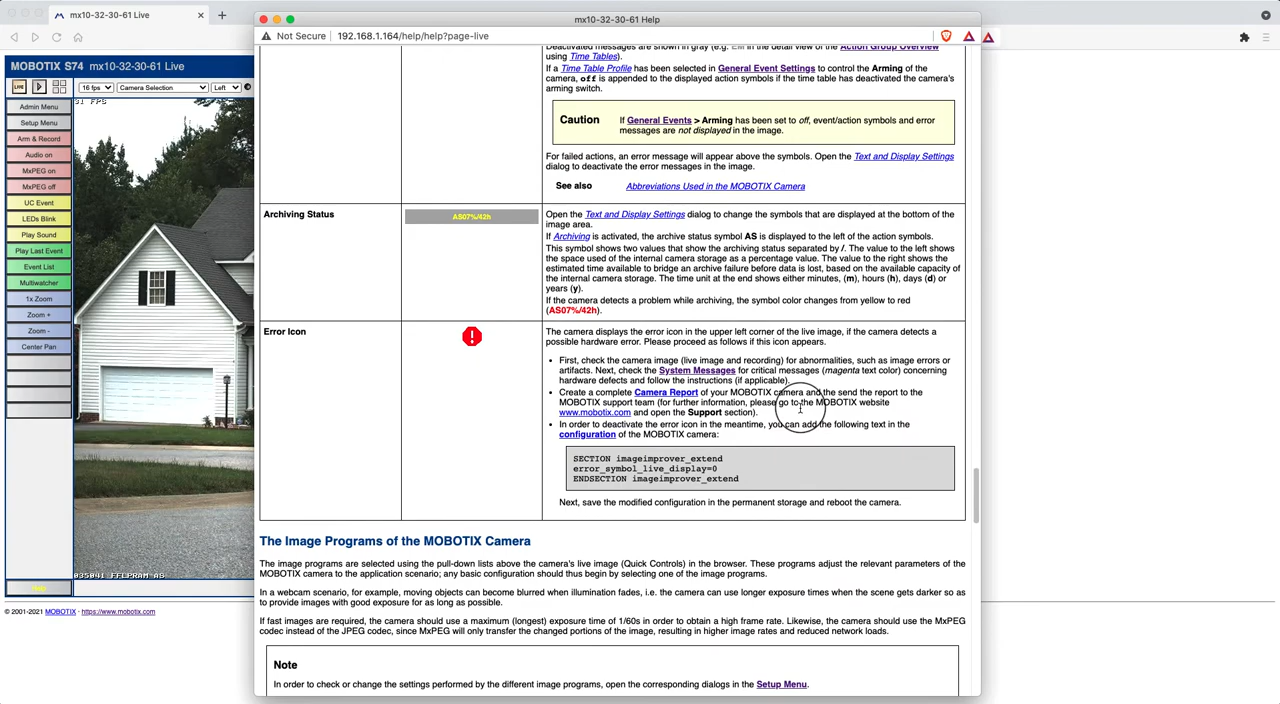 mx10-32-30-61 Live
mx10-32-30-61 Help
Not Secure
192.168.1.164/help/help?page-live
MOBOTIX S74 mx10-32-30-61 Live
LIVE
16 fps
Camera Selection
Left
31 FPS
Admin Menu
Setup Menu
Arm & Record
Audio on
MxPEG on
MxPEG off
UC Event
LEDs Blink
Play Sound
Play Last Event
Event List
Multiwatcher
1x Zoom
Zoom +
Zoom -
Center Pan
© 2001-2021 MOBOTIX · https://www.mobotix.com
Deactivated messages are shown in gray (e.g. EM in the detail view of the Action Group Overview
using Time Tables).
If a Time Table Profile has been selected in General Event Settings to control the Arming of the
camera, off is appended to the displayed action symbols if the time table has deactivated the camera's
arming switch.
Caution
If General Events > Arming has been set to off, event/action symbols and error
messages are not displayed in the image.
For failed actions, an error message will appear above the symbols. Open the Text and Display Settings
dialog to deactivate the error messages in the image.
See also
Abbreviations Used in the MOBOTIX Camera
Archiving Status
AS07%/42h
Open the Text and Display Settings dialog to change the symbols that are displayed at the bottom of the
image area.
If Archiving is activated, the archive status symbol AS is displayed to the left of the action symbols.
This symbol shows two values that show the archiving status separated by /. The value to the left shows
the space used of the internal camera storage as a percentage value. The value to the right shows the
estimated time available to bridge an archive failure before data is lost, based on the available capacity of
the internal camera storage. The time unit at the end shows either minutes, (m), hours (h), days (d) or
years (y).
If the camera detects a problem while archiving, the symbol color changes from yellow to red
(AS07%/42h).
Error Icon
The camera displays the error icon in the upper left corner of the live image, if the camera detects a
possible hardware error. Please proceed as follows if this icon appears.
• First, check the camera image (live image and recording) for abnormalities, such as image errors or
artifacts. Next, check the System Messages for critical messages (magenta text color) concerning
hardware defects and follow the instructions (if applicable).
• Create a complete Camera Report of your MOBOTIX camera and the send the report to the
MOBOTIX support team (for further information, please go to the MOBOTIX website
www.mobotix.com and open the Support section).
• In order to deactivate the error icon in the meantime, you can add the following text in the
configuration of the MOBOTIX camera:
SECTION imageimprover_extend
error_symbol_live_display=0
ENDSECTION imageimprover_extend
Next, save the modified configuration in the permanent storage and reboot the camera.
The Image Programs of the MOBOTIX Camera
The image programs are selected using the pull-down lists above the camera's live image (Quick Controls) in the browser. These programs adjust the relevant parameters of the
MOBOTIX camera to the application scenario; any basic configuration should thus begin by selecting one of the image programs.
In a webcam scenario, for example, moving objects can become blurred when illumination fades, i.e. the camera can use longer exposure times when the scene gets darker so as
to provide images with good exposure for as long as possible.
If fast images are required, the camera should use a maximum (longest) exposure time of 1/60s in order to obtain a high frame rate. Likewise, the camera should use the MxPEG
codec instead of the JPEG codec, since MxPEG will only transfer the changed portions of the image, resulting in higher image rates and reduced network loads.
Note
In order to check or change the settings performed by the different image programs, open the corresponding dialogs in the Setup Menu.